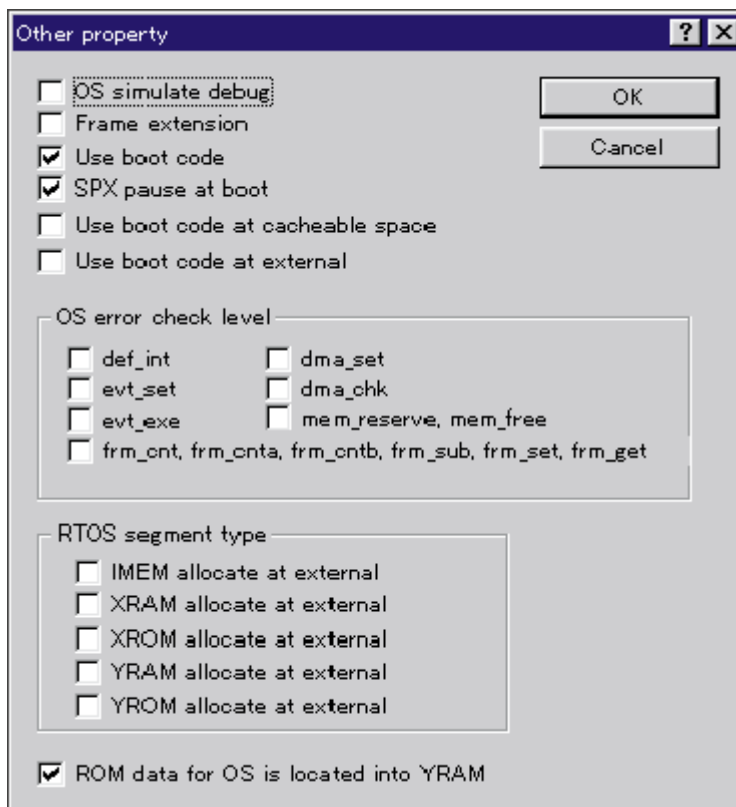 Other property
OS simulate debug
OK
Frame extension
Cancel
Use boot code
SPX pause at boot
Use boot code at cacheable space
Use boot code at external
OS error check level
def_int dma_set
evt_set dma_chk
evt_exe mem_reserve, mem_free
frm_cnt, frm_cnta, frm_cntb, frm_sub, frm_set, frm_get
RTOS segment type
IMEM allocate at external
XRAM allocate at external
XROM allocate at external
YRAM allocate at external
YROM allocate at external
ROM data for OS is located into YRAM